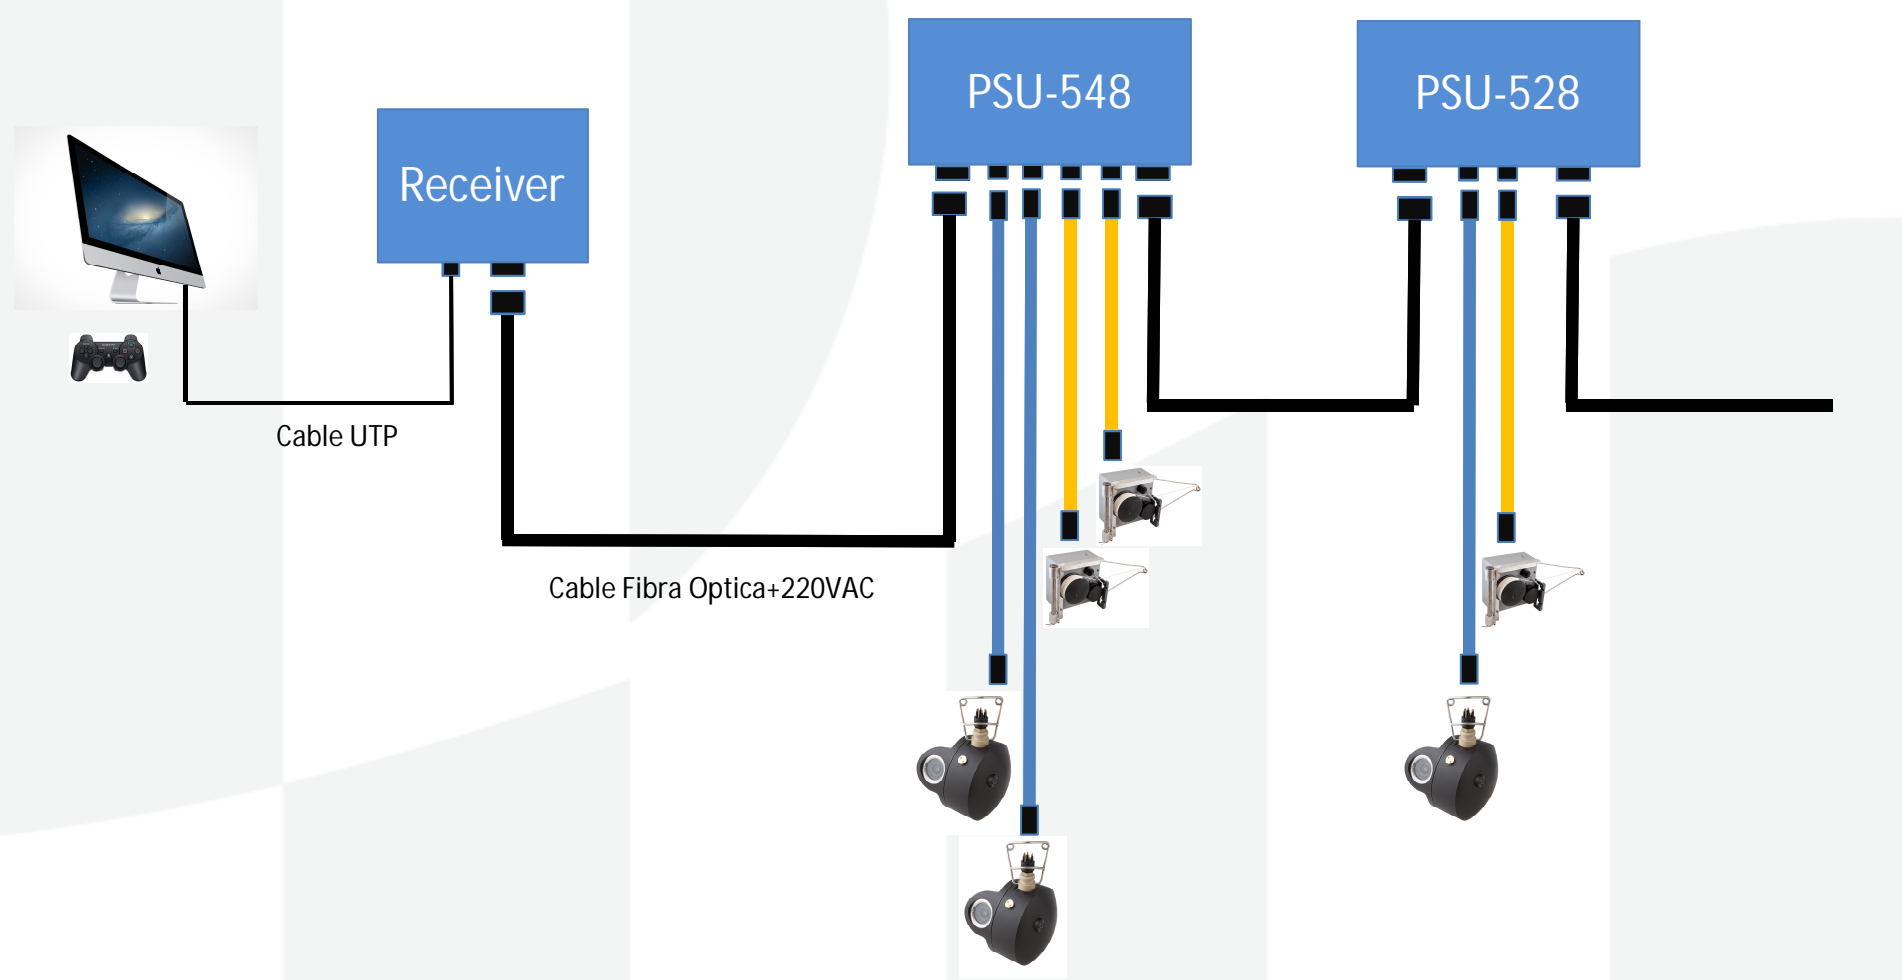 PSU-548
PSU-528
Receiver
Cable UTP
Cable Fibra Optica+220VAC